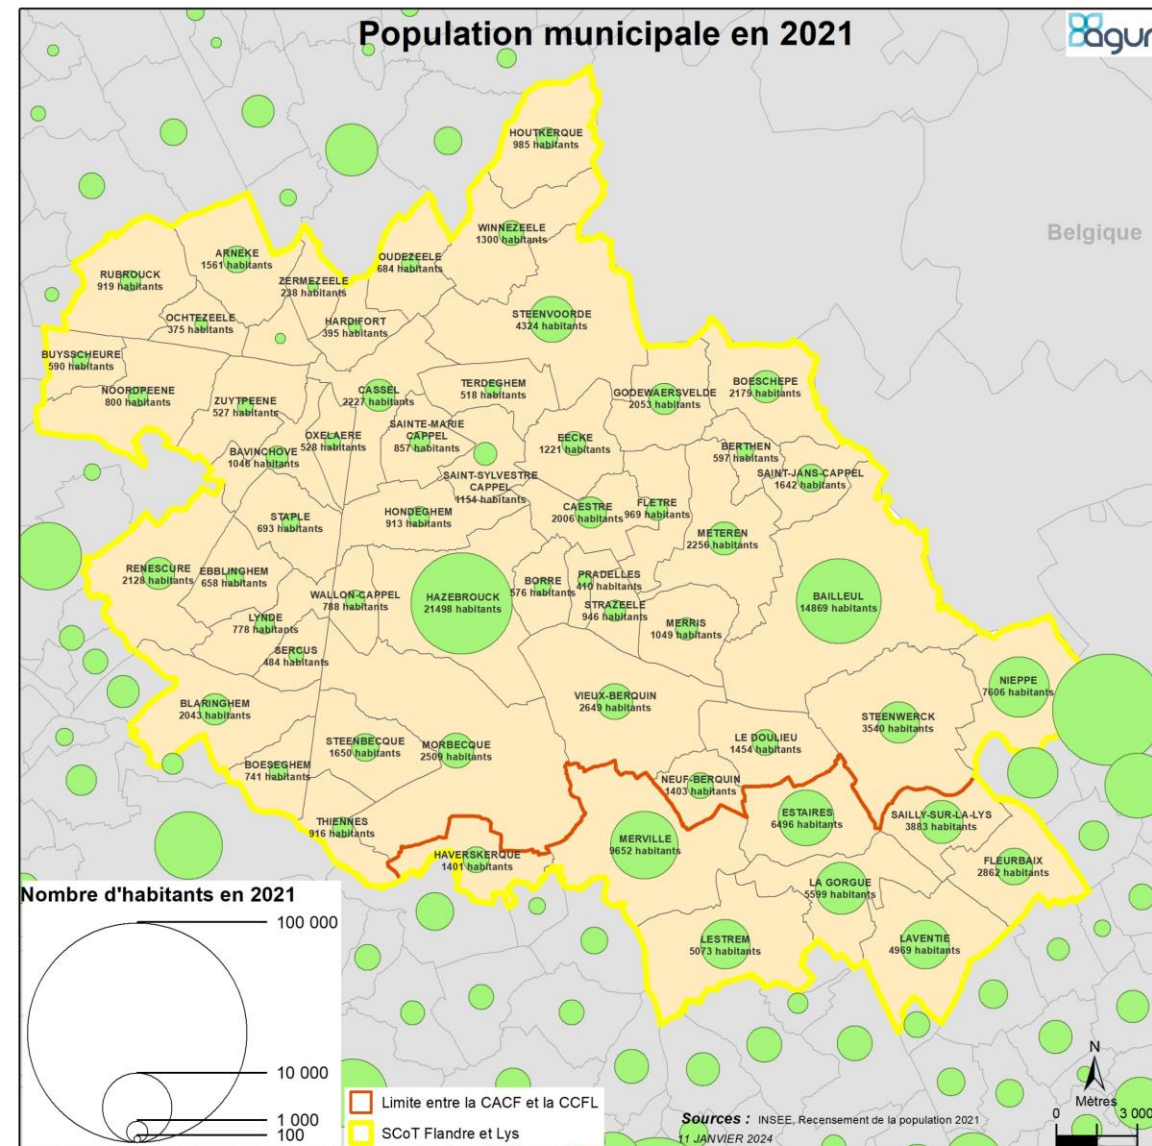 Population municipale en 2021
agur
Belgique
HOUTKERQUE
985 habitants
WINNEZEELE
1300 habitants
ARNEKE
1561 habitants
OUDEZEELE
684 habitants
RUBROUCK
919 habitants
ZERMEZEELE
238 habitants
OCHTEZEELE
375 habitants
HARDIFORT
395 habitants
STEENVOORDE
4324 habitants
BUYSSCHEURE
590 habitants
NOORDPEENE
800 habitants
ZUYTPEENE
527 habitants
CASSEL
2227 habitants
TERDEGHEM
518 habitants
GODEWAERSVELDE
2053 habitants
BOESCHEPE
2179 habitants
BAVINCHOVE
1046 habitants
OXELAERE
528 habitants
SAINTE-MARIE
CAPPEL
857 habitants
EECKE
1221 habitants
BERTHEN
597 habitants
SAINT-JANS-CAPPEL
1642 habitants
SAINT-SYLVESTRE
CAPPEL
1154 habitants
STAPLE
693 habitants
HONDEGHEM
913 habitants
CAESTRE
2006 habitants
FLETRE
969 habitants
METEREN
2256 habitants
RENESCURE
2128 habitants
EBBLINGHEM
658 habitants
WALLON-CAPPEL
788 habitants
HAZEBROUCK
21498 habitants
BORRE
576 habitants
PRADELLES
410 habitants
STRAZEELE
946 habitants
MERRIS
1049 habitants
BAILLEUL
14869 habitants
LYNDE
778 habitants
SERCUS
484 habitants
BLARINGHEM
2043 habitants
VIEUX-BERQUIN
2649 habitants
NIEPPE
7606 habitants
STEENWERCK
3540 habitants
STEENBECQUE
1650 habitants
MORBECQUE
2509 habitants
LE DOULIEU
1454 habitants
BOESEGHEM
741 habitants
NEUF-BERQUIN
1403 habitants
THIENNES
916 habitants
HAVERSKERQUE
1401 habitants
MERVILLE
9652 habitants
ESTAIRES
6496 habitants
SAILLY-SUR-LA-LYS
3883 habitants
FLEURBAIX
2862 habitants
LA GORGUE
5599 habitants
LESTREM
5073 habitants
LAVENTIE
4969 habitants
Nombre d'habitants en 2021
100 000
10 000
1 000
100
Limite entre la CACF et la CCFL
SCoT Flandre et Lys
Sources : INSEE, Recensement de la population 2021
11 JANVIER 2024
N
Mètres
0 3 000